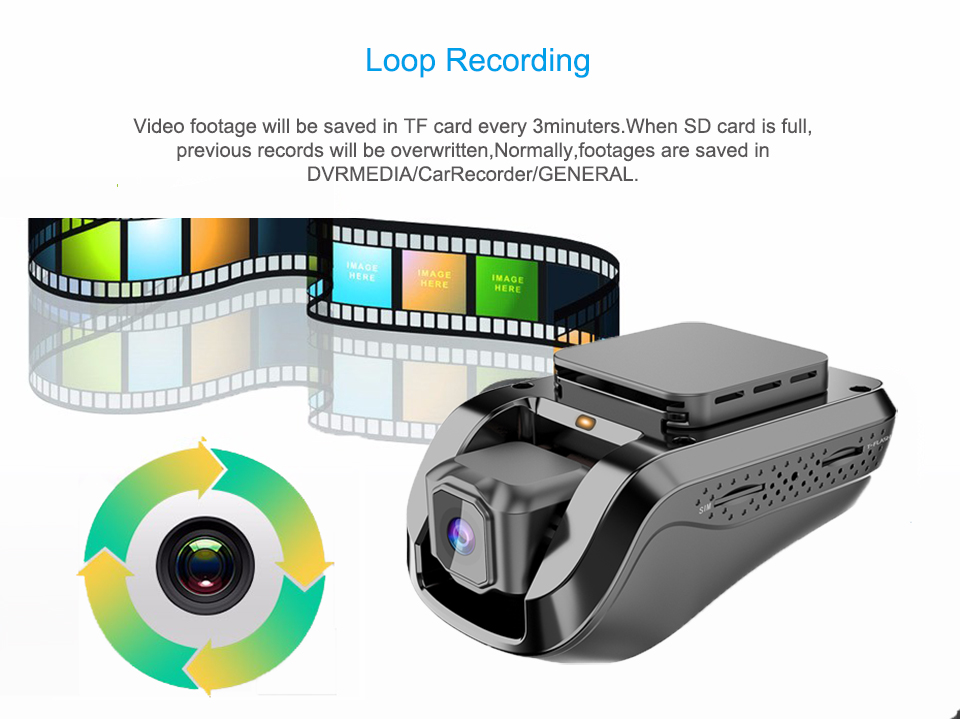 Loop Recording
Video footage will be saved in TF card every 3minuters.When SD card is full,
previous records will be overwritten,Normally,footages are saved in
DVRMEDIA/CarRecorder/GENERAL.
IMAGE
HERE
IMAGE
HERE
IMAGE
HERE
SIM